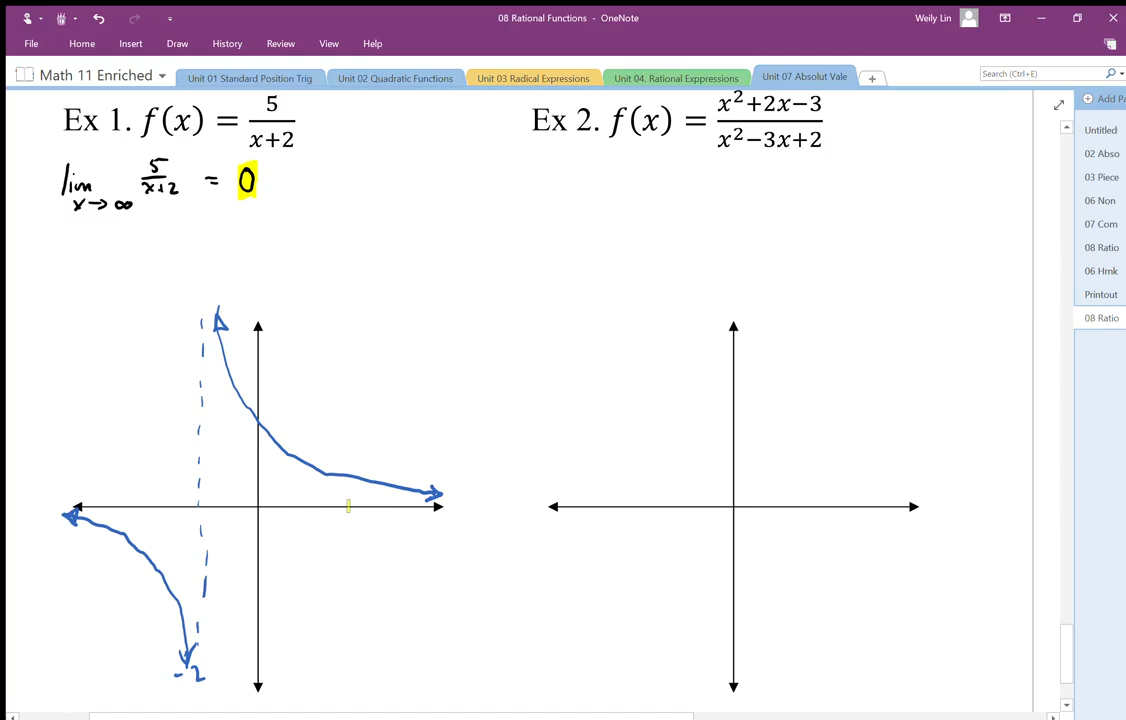 08 Rational Functions - OneNote
Weily Lin
File Home Insert Draw History Review View Help
Math 11 Enriched
Unit 01 Standard Position Trig
Unit 02 Quadratic Functions
Unit 03 Radical Expressions
Unit 04. Rational Exppressions
Unit 07 Absolut Vale
Search (Ctrl+E)
Add Pa
Untitled
02 Abso
03 Piece
06 Non
07 Com
08 Ratio
06 Hmk
Printout
08 Ratio
Ex 1. f(x) = 5/(x+2)
Ex 2. f(x) = (x²+2x−3)/(x²−3x+2)
lim x→∞ 5/(x+2) = 0
-2